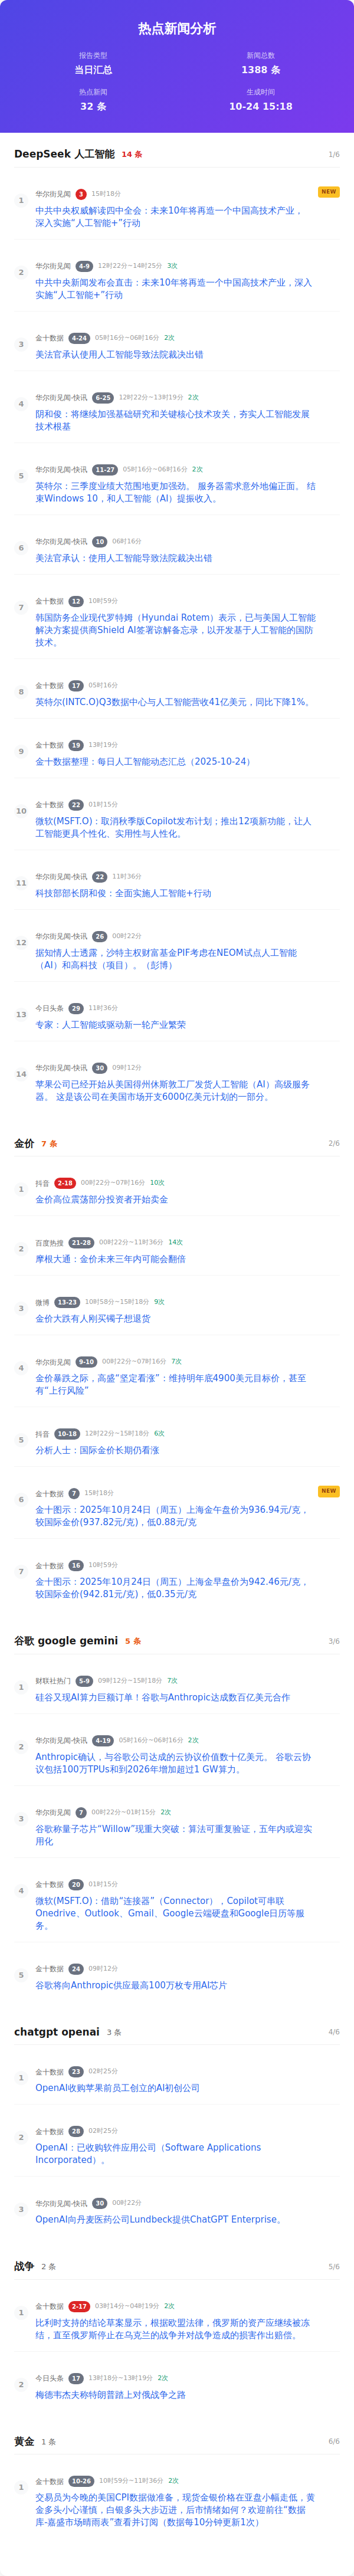 热点新闻分析
报告类型
当日汇总
新闻总数
1388 条
热点新闻
32 条
生成时间
10-24 15:18
DeepSeek 人工智能 14 条 1/6
1
华尔街见闻 3 15时18分 NEW
中共中央权威解读四中全会：未来10年将再造一个中国高技术产业，
深入实施“人工智能+”行动
2
华尔街见闻 4-9 12时22分~14时25分 3次
中共中央新闻发布会直击：未来10年将再造一个中国高技术产业，深入
实施“人工智能+”行动
3
金十数据 4-24 05时16分~06时16分 2次
美法官承认使用人工智能导致法院裁决出错
4
华尔街见闻-快讯 6-25 12时22分~13时19分 2次
阴和俊：将继续加强基础研究和关键核心技术攻关，夯实人工智能发展
技术根基
5
华尔街见闻-快讯 11-27 05时16分~06时16分 2次
英特尔：三季度业绩大范围地更加强劲。 服务器需求意外地偏正面。 结
束Windows 10，和人工智能（AI）提振收入。
6
华尔街见闻-快讯 10 06时16分
美法官承认：使用人工智能导致法院裁决出错
7
金十数据 12 10时59分
韩国防务企业现代罗特姆（Hyundai Rotem）表示，已与美国人工智能
解决方案提供商Shield AI签署谅解备忘录，以开发基于人工智能的国防
技术。
8
金十数据 17 05时16分
英特尔(INTC.O)Q3数据中心与人工智能营收41亿美元，同比下降1%。
9
金十数据 19 13时19分
金十数据整理：每日人工智能动态汇总（2025-10-24）
10
金十数据 22 01时15分
微软(MSFT.O)：取消秋季版Copilot发布计划；推出12项新功能，让人
工智能更具个性化、实用性与人性化。
11
华尔街见闻-快讯 22 11时36分
科技部部长阴和俊：全面实施人工智能+行动
12
华尔街见闻-快讯 26 00时22分
据知情人士透露，沙特主权财富基金PIF考虑在NEOM试点人工智能
（AI）和高科技（项目）。（彭博）
13
今日头条 29 11时36分
专家：人工智能或驱动新一轮产业繁荣
14
华尔街见闻-快讯 30 09时12分
苹果公司已经开始从美国得州休斯敦工厂发货人工智能（AI）高级服务
器。 这是该公司在美国市场开支6000亿美元计划的一部分。
金价 7 条 2/6
1
抖音 2-18 00时22分~07时16分 10次
金价高位震荡部分投资者开始卖金
2
百度热搜 21-28 00时22分~11时36分 14次
摩根大通：金价未来三年内可能会翻倍
3
微博 13-23 10时58分~15时18分 9次
金价大跌有人刚买镯子想退货
4
华尔街见闻 9-10 00时22分~07时16分 7次
金价暴跌之际，高盛“坚定看涨”：维持明年底4900美元目标价，甚至
有“上行风险”
5
抖音 10-18 12时22分~15时18分 6次
分析人士：国际金价长期仍看涨
6
金十数据 7 15时18分 NEW
金十图示：2025年10月24日（周五）上海金午盘价为936.94元/克，
较国际金价(937.82元/克)，低0.88元/克
7
金十数据 16 10时59分
金十图示：2025年10月24日（周五）上海金早盘价为942.46元/克，
较国际金价(942.81元/克)，低0.35元/克
谷歌 google gemini 5 条 3/6
1
财联社热门 5-9 09时12分~15时18分 7次
硅谷又现AI算力巨额订单！谷歌与Anthropic达成数百亿美元合作
2
华尔街见闻-快讯 4-19 05时16分~06时16分 2次
Anthropic确认，与谷歌公司达成的云协议价值数十亿美元。 谷歌云协
议包括100万TPUs和到2026年增加超过1 GW算力。
3
华尔街见闻 7 00时22分~01时15分 2次
谷歌称量子芯片“Willow”现重大突破：算法可重复验证，五年内或迎实
用化
4
金十数据 20 01时15分
微软(MSFT.O)：借助“连接器”（Connector），Copilot可串联
Onedrive、Outlook、Gmail、Google云端硬盘和Google日历等服
务。
5
金十数据 24 09时12分
谷歌将向Anthropic供应最高100万枚专用AI芯片
chatgpt openai 3 条 4/6
1
金十数据 23 02时25分
OpenAI收购苹果前员工创立的AI初创公司
2
金十数据 28 02时25分
OpenAI：已收购软件应用公司（Software Applications
Incorporated）。
3
华尔街见闻-快讯 30 00时22分
OpenAI向丹麦医药公司Lundbeck提供ChatGPT Enterprise。
战争 2 条 5/6
1
金十数据 2-17 03时14分~04时19分 2次
比利时支持的结论草案显示，根据欧盟法律，俄罗斯的资产应继续被冻
结，直至俄罗斯停止在乌克兰的战争并对战争造成的损害作出赔偿。
2
今日头条 17 13时18分~13时19分 2次
梅德韦杰夫称特朗普踏上对俄战争之路
黄金 1 条 6/6
1
金十数据 10-26 10时59分~11时36分 2次
交易员为今晚的美国CPI数据做准备，现货金银价格在亚盘小幅走低，黄
金多头小心谨慎，白银多头大步迈进，后市情绪如何？欢迎前往“数据
库-嘉盛市场晴雨表”查看并订阅（数据每10分钟更新1次）